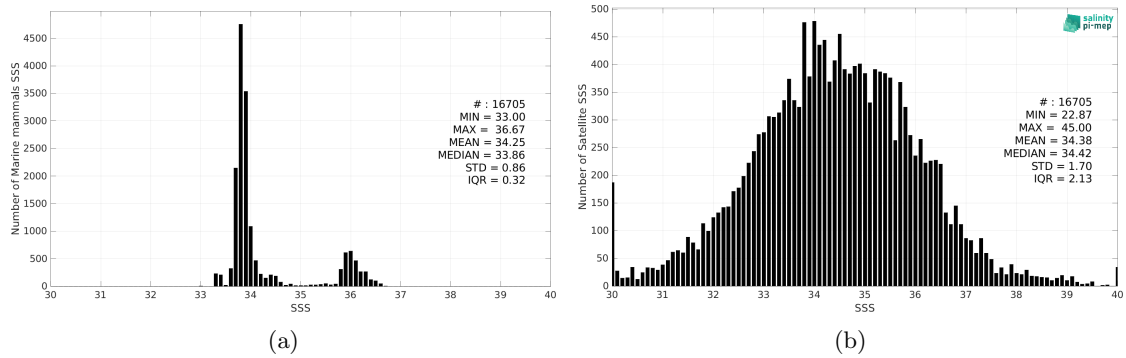 4500
4000
3500
3000
2500
2000
1500
1000
500
0
Number of Marine mammals SSS
# : 16705
MIN = 33.00
MAX = 36.67
MEAN = 34.25
MEDIAN = 33.86
STD = 0.86
IQR = 0.32
30 31 32 33 34 35 36 37 38 39 40
SSS
(a)
500
450
400
350
300
250
200
150
100
50
0
Number of Satellite SSS
salinity
pi-mep
# : 16705
MIN = 22.87
MAX = 45.00
MEAN = 34.38
MEDIAN = 34.42
STD = 1.70
IQR = 2.13
30 31 32 33 34 35 36 37 38 39 40
SSS
(b)